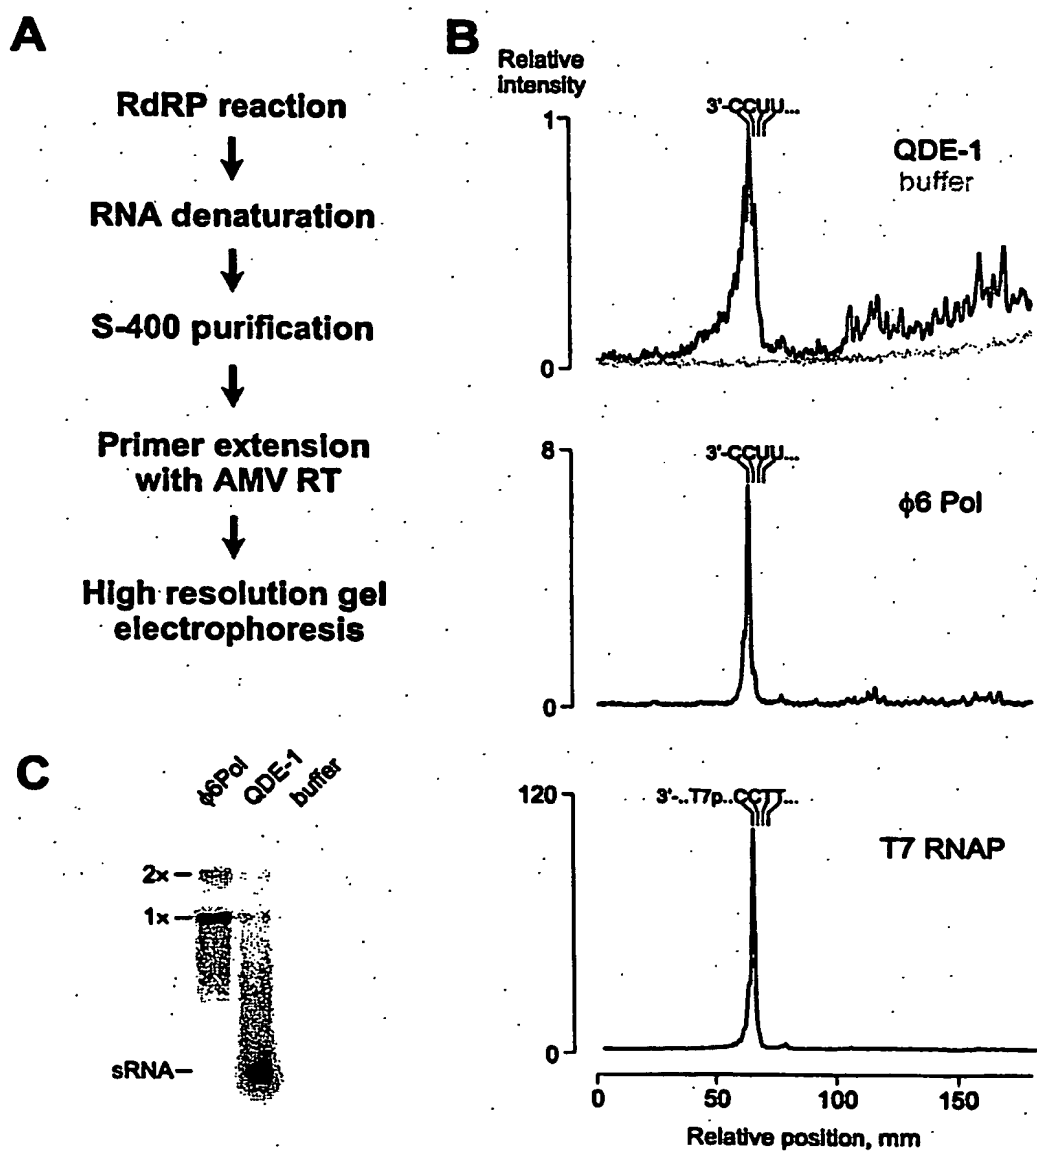 A
RdRP reaction
RNA denaturation
S-400 purification
Primer extension
with AMV RT
High resolution gel
electrophoresis
B
Relative
intensity
3'-CCUU...
1
QDE-1
buffer
0
3'-CCUU...
8
ϕ6 Pol
0
3'-..T7p..CCTT...
120
T7 RNAP
0
0 50 100 150
Relative position, mm
C
ϕ6Pol QDE-1 buffer
2×
1×
sRNA